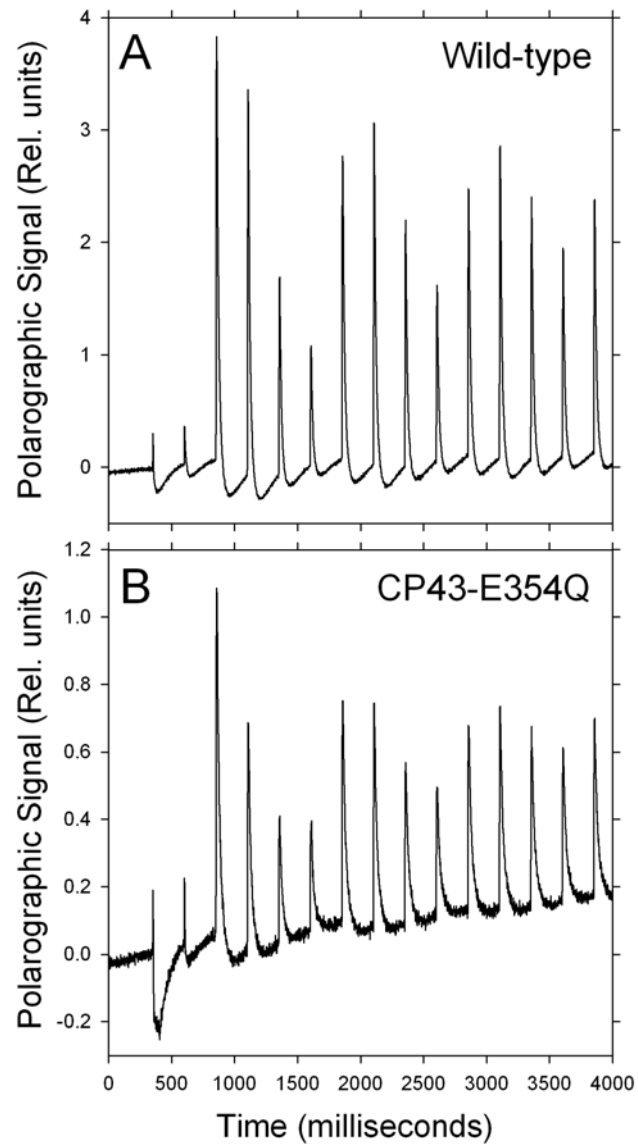 A
Wild-type
Polarographic Signal (Rel. units)
4
3
2
1
0
B
CP43-E354Q
Polarographic Signal (Rel. units)
1.2
1.0
0.8
0.6
0.4
0.2
0.0
-0.2
0 500 1000 1500 2000 2500 3000 3500 4000
Time (milliseconds)